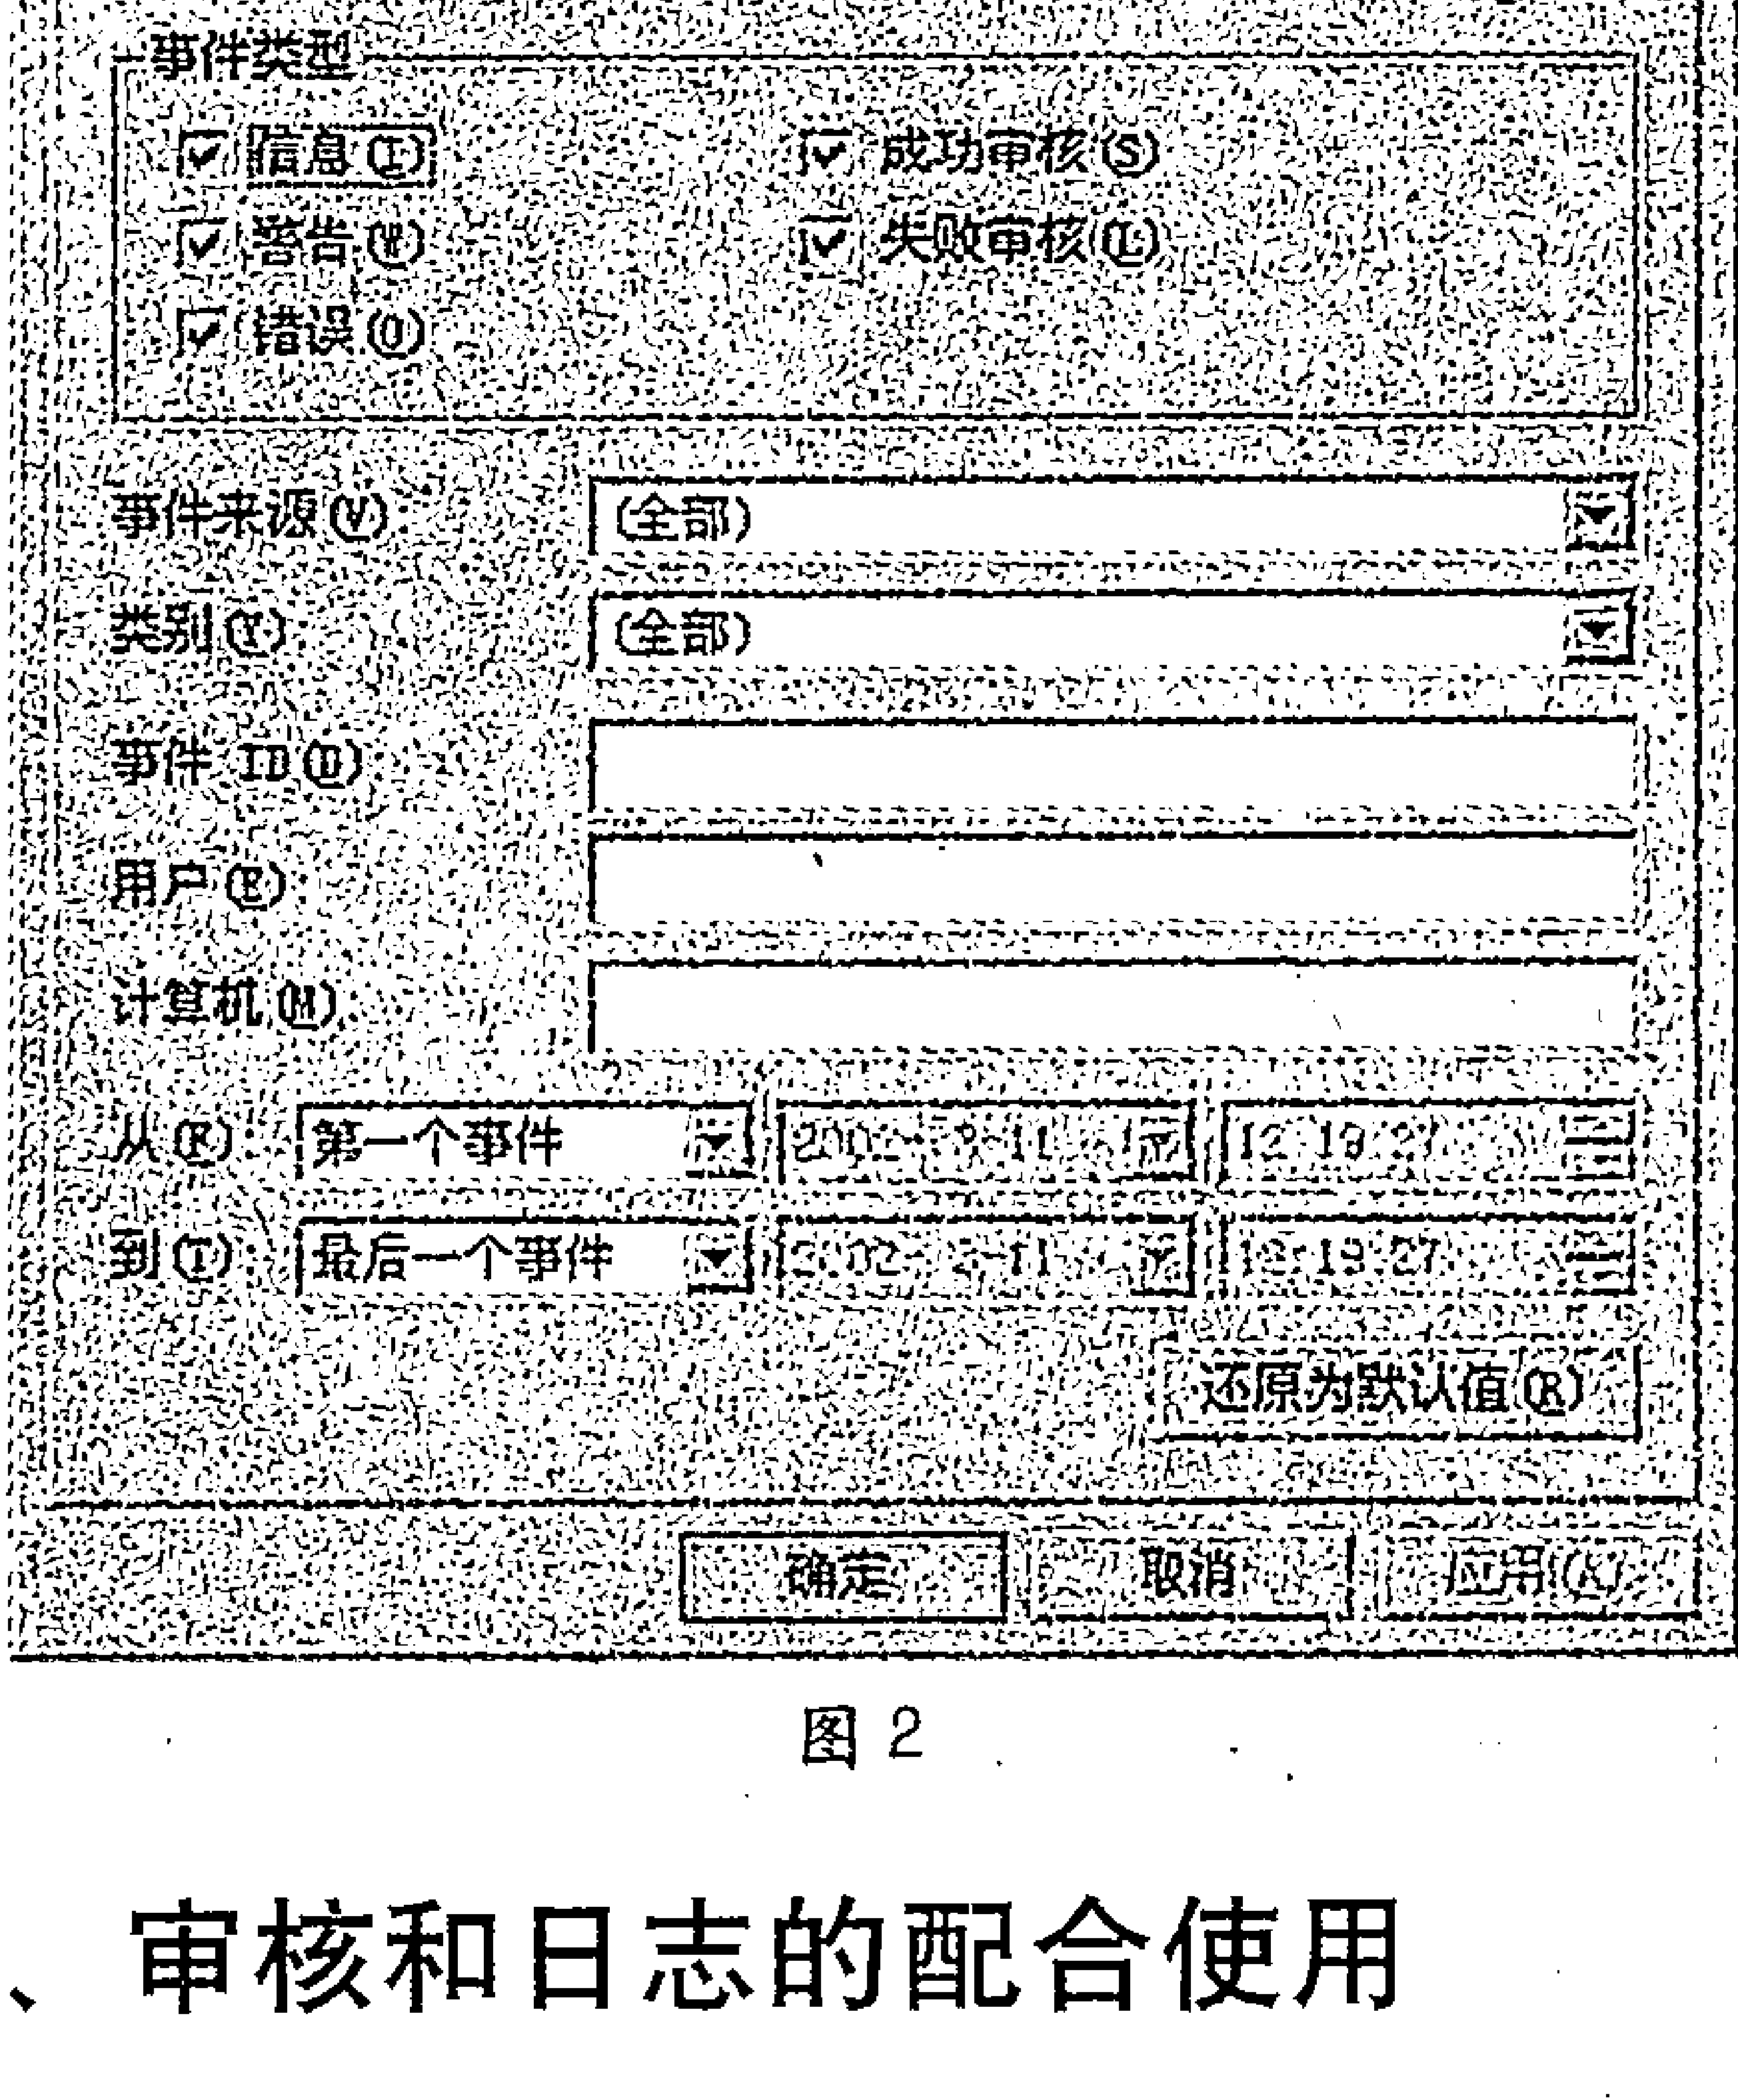 事件类型
信息(I) 成功审核(S)
警告(W) 失败审核(L)
错误(O)
事件来源(V) (全部)
类别(Y) (全部)
事件 ID(D)
用户(E)
计算机(M)
从(F) 第一个事件
到(T) 最后一个事件
还原为默认值(R)
确定 取消 应用(A)
图 2
、审核和日志的配合使用